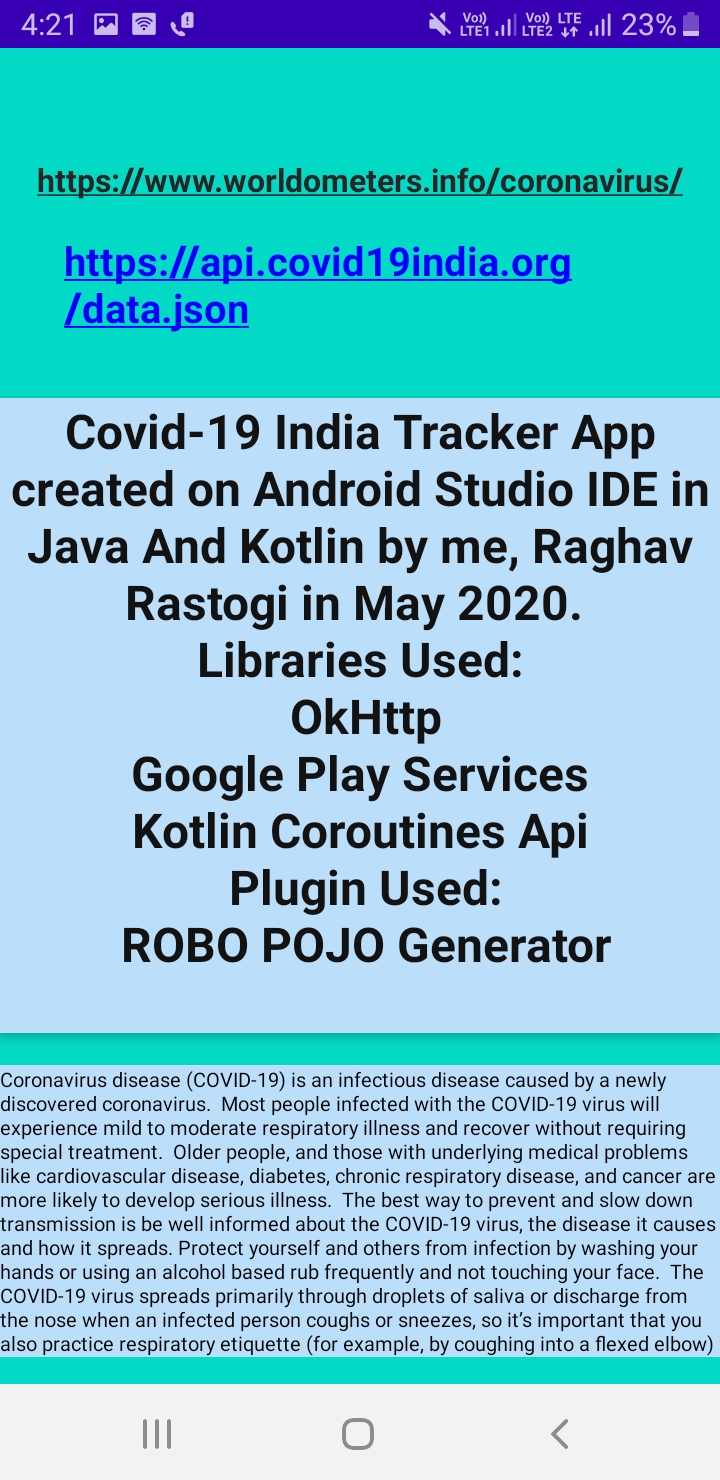 4:21 Vo) LTE1 Vo) LTE2 LTE 23%
https://www.worldometers.info/coronavirus/
https://api.covid19india.org
/data.json
Covid-19 India Tracker App
created on Android Studio IDE in
Java And Kotlin by me, Raghav
Rastogi in May 2020.
Libraries Used:
OkHttp
Google Play Services
Kotlin Coroutines Api
Plugin Used:
ROBO POJO Generator
Coronavirus disease (COVID-19) is an infectious disease caused by a newly
discovered coronavirus.  Most people infected with the COVID-19 virus will
experience mild to moderate respiratory illness and recover without requiring
special treatment.  Older people, and those with underlying medical problems
like cardiovascular disease, diabetes, chronic respiratory disease, and cancer are
more likely to develop serious illness.  The best way to prevent and slow down
transmission is be well informed about the COVID-19 virus, the disease it causes
and how it spreads. Protect yourself and others from infection by washing your
hands or using an alcohol based rub frequently and not touching your face.  The
COVID-19 virus spreads primarily through droplets of saliva or discharge from
the nose when an infected person coughs or sneezes, so it’s important that you
also practice respiratory etiquette (for example, by coughing into a flexed elbow)